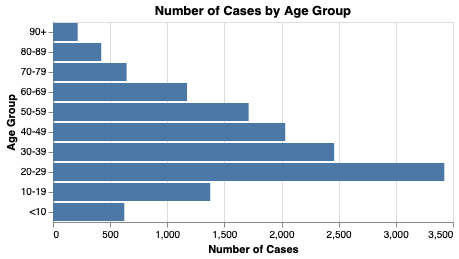 Number of Cases by Age Group
Age Group
90+
80-89
70-79
60-69
50-59
40-49
30-39
20-29
10-19
<10
0 500 1,000 1,500 2,000 2,500 3,000 3,500
Number of Cases